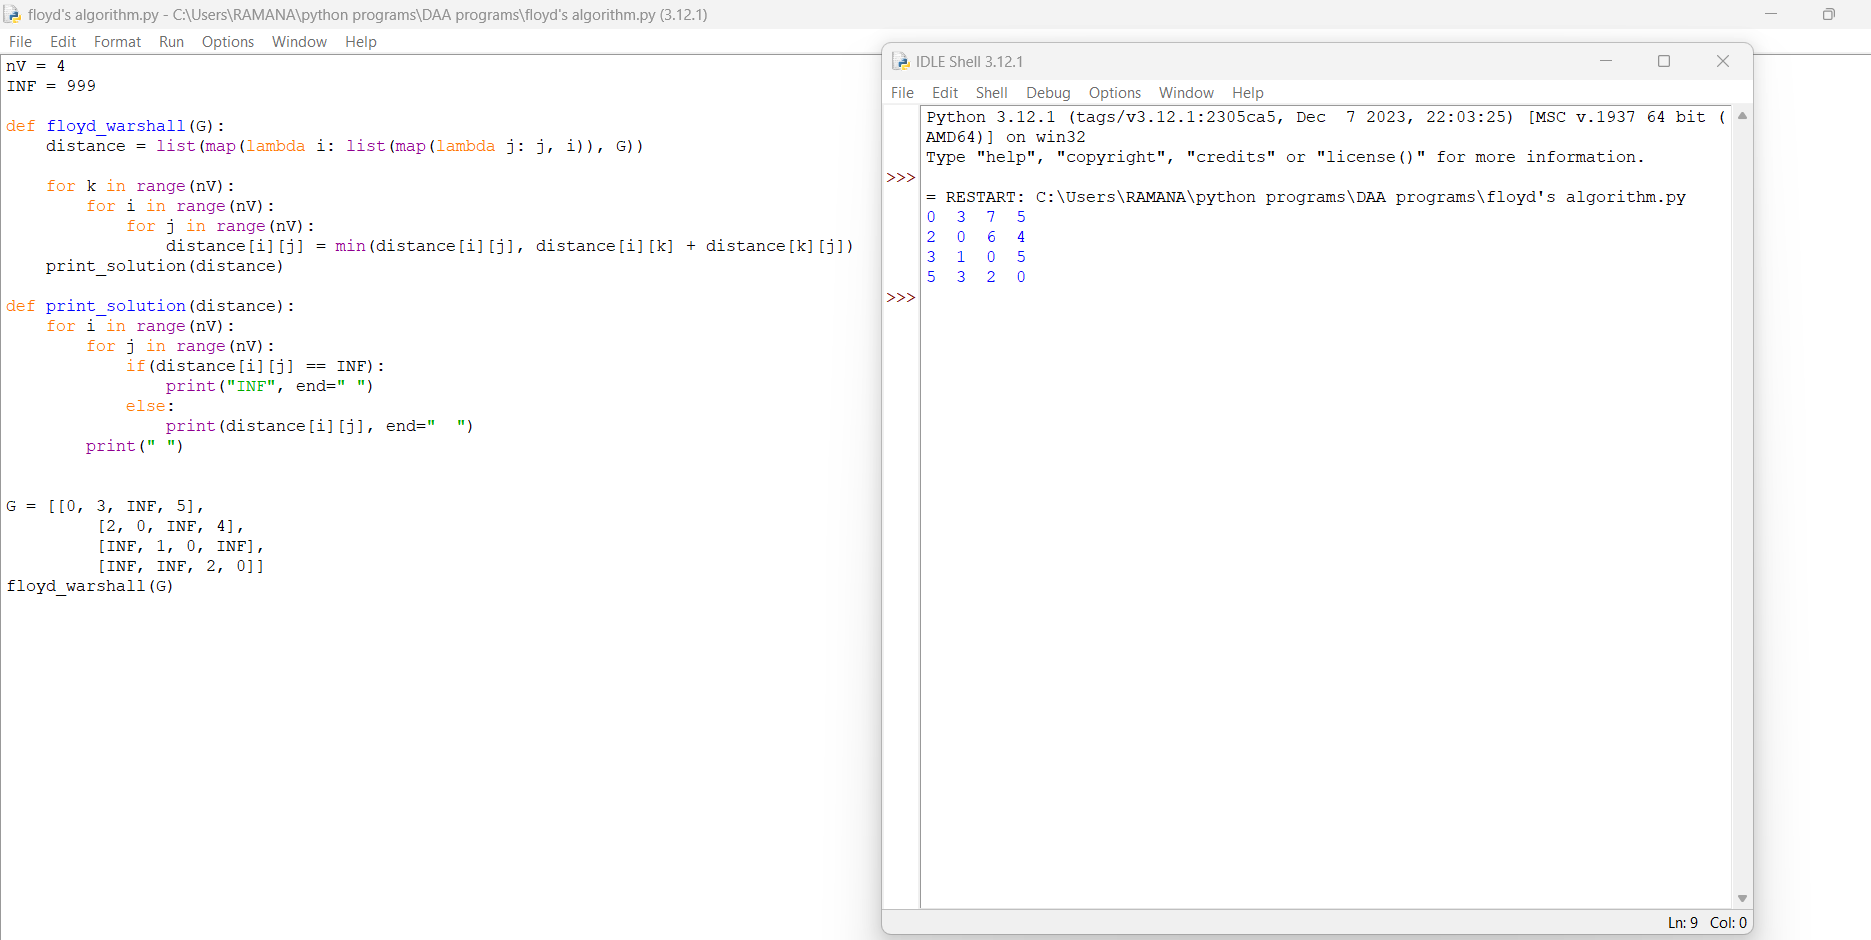 floyd's algorithm.py - C:\Users\RAMANA\python programs\DAA programs\floyd's algorithm.py (3.12.1)
File Edit Format Run Options Window Help
nV = 4
INF = 999

def floyd_warshall(G):
    distance = list(map(lambda i: list(map(lambda j: j, i)), G))

    for k in range(nV):
        for i in range(nV):
            for j in range(nV):
                distance[i][j] = min(distance[i][j], distance[i][k] + distance[k][j])
    print_solution(distance)

def print_solution(distance):
    for i in range(nV):
        for j in range(nV):
            if(distance[i][j] == INF):
                print("INF", end=" ")
            else:
                print(distance[i][j], end="  ")
        print(" ")


G = [[0, 3, INF, 5],
         [2, 0, INF, 4],
         [INF, 1, 0, INF],
         [INF, INF, 2, 0]]
floyd_warshall(G)
IDLE Shell 3.12.1
File Edit Shell Debug Options Window Help
Python 3.12.1 (tags/v3.12.1:2305ca5, Dec  7 2023, 22:03:25) [MSC v.1937 64 bit (
AMD64)] on win32
Type "help", "copyright", "credits" or "license()" for more information.
>>>
= RESTART: C:\Users\RAMANA\python programs\DAA programs\floyd's algorithm.py
0  3  7  5
2  0  6  4
3  1  0  5
5  3  2  0
>>>
Ln: 9 Col: 0